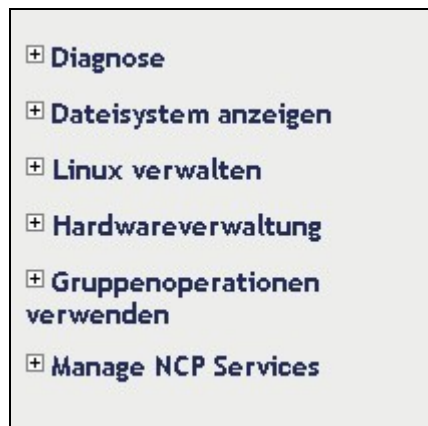 Diagnose
Dateisystem anzeigen
Linux verwalten
Hardwareverwaltung
Gruppenoperationen
verwenden
Manage NCP Services